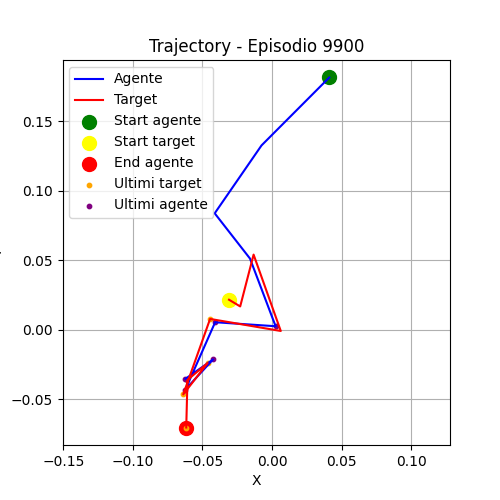 Trajectory - Episodio 9900
Agente
Target
Start agente
Start target
End agente
Ultimi target
Ultimi agente
0.15
0.10
0.05
0.00
−0.05
−0.15
−0.10
−0.05
0.00
0.05
0.10
X